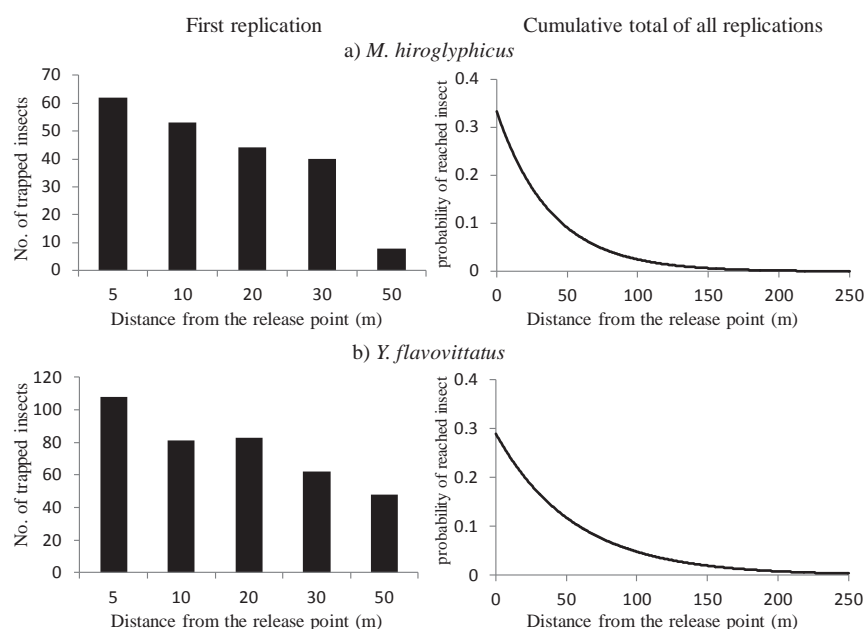 First replication
Cumulative total of all replications
a) M. hiroglyphicus
No. of trapped insects
70
60
50
40
30
20
10
0
5 10 20 30 50
Distance from the release point (m)
probability of reached insect
0.4
0.3
0.2
0.1
0
0 50 100 150 200 250
Distance from the release point (m)
b) Y. flavovittatus
No. of trapped insects
120
100
80
60
40
20
0
5 10 20 30 50
Distance from the release point (m)
probability of reached insect
0.4
0.3
0.2
0.1
0
0 50 100 150 200 250
Distance from the release point (m)